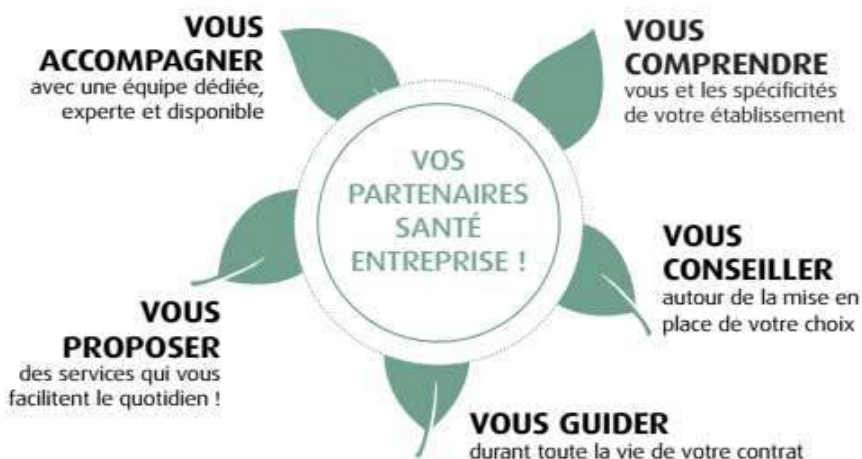 VOUS
ACCOMPAGNER
avec une équipe dédiée,
experte et disponible
VOUS
COMPRENDRE
vous et les spécificités
de votre établissement
VOS
PARTENAIRES
SANTÉ
ENTREPRISE !
VOUS
CONSEILLER
autour de la mise en
place de votre choix
VOUS
PROPOSER
des services qui vous
facilitent le quotidien !
VOUS GUIDER
durant toute la vie de votre contrat